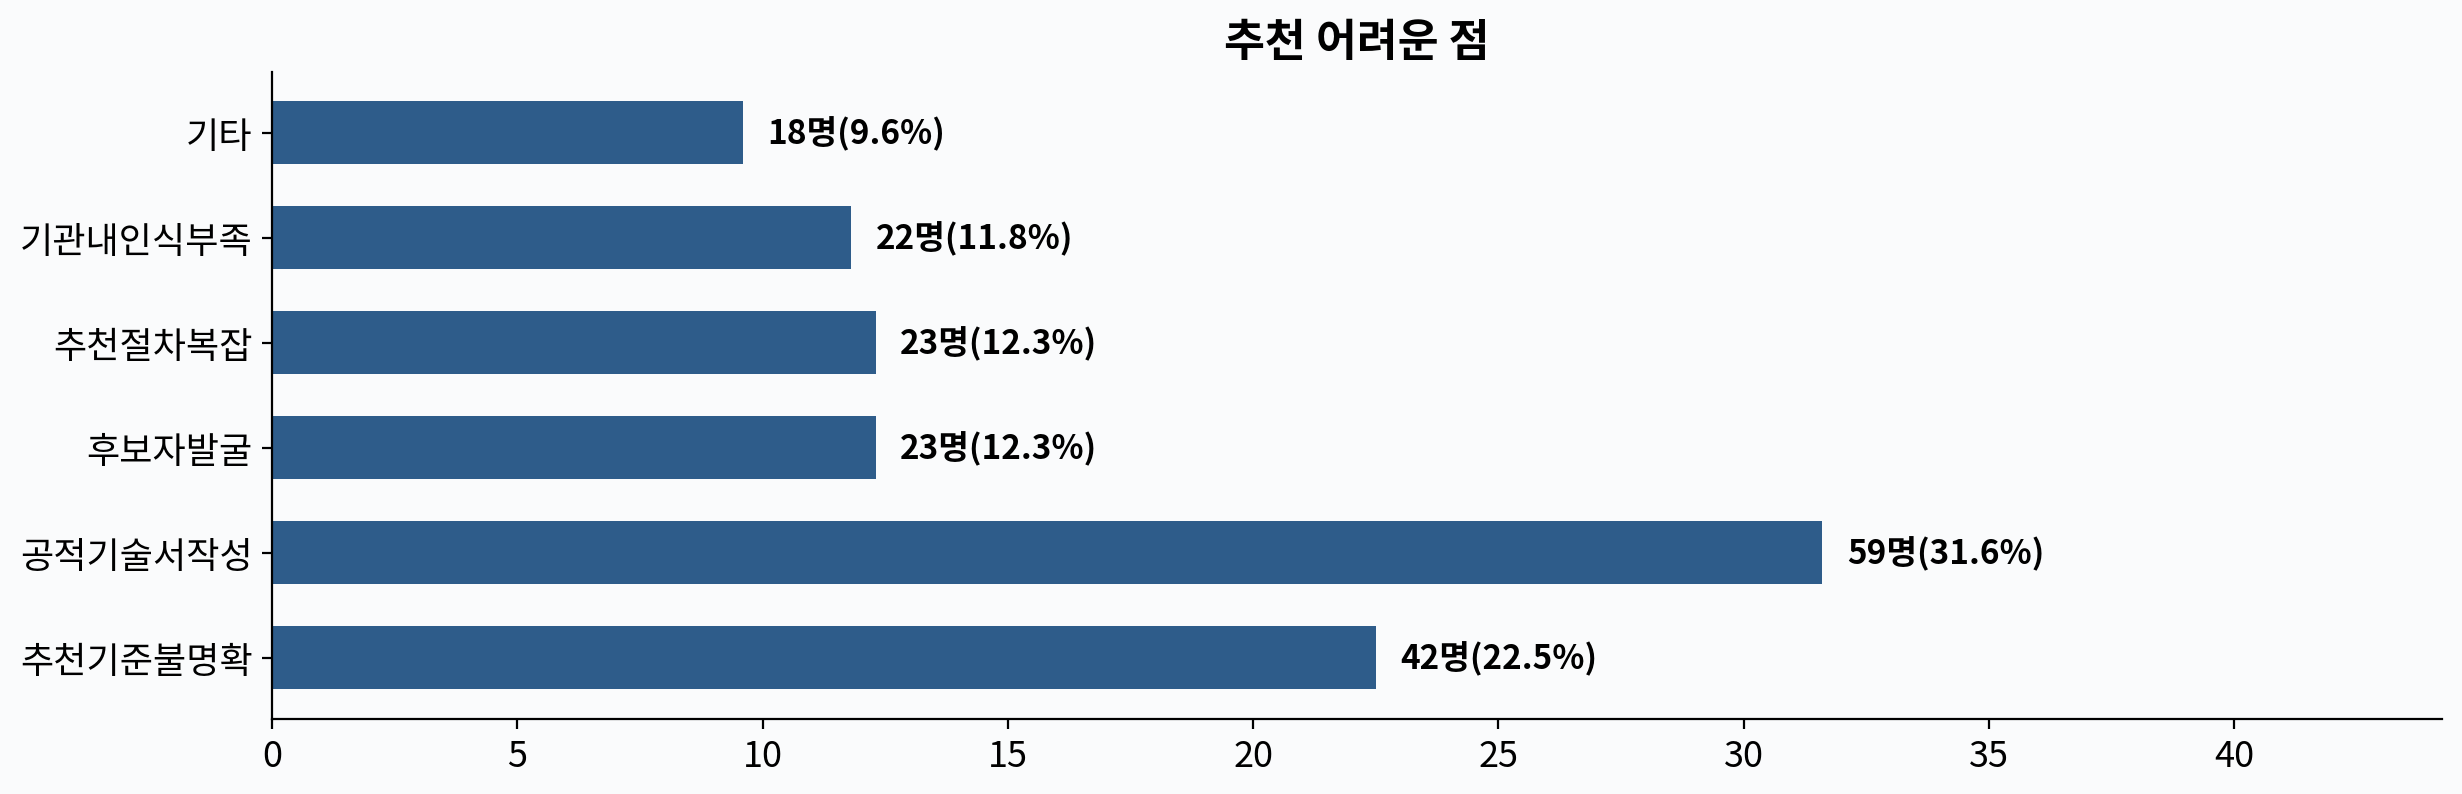 추천 어려운 점
기타 18명(9.6%)
기관내인식부족 22명(11.8%)
추천절차복잡 23명(12.3%)
후보자발굴 23명(12.3%)
공적기술서작성 59명(31.6%)
추천기준불명확 42명(22.5%)
0 5 10 15 20 25 30 35 40